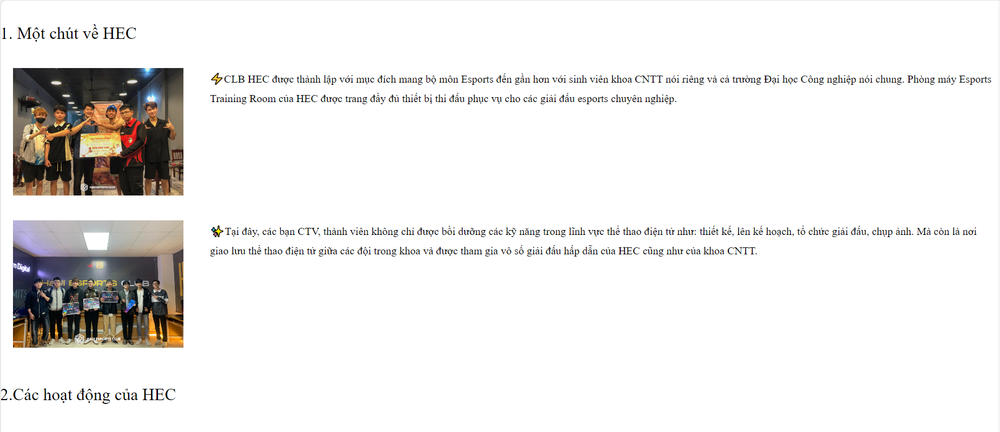 1. Một chút về HEC
⚡CLB HEC được thành lập với mục đích mang bộ môn Esports đến gần hơn với sinh viên khoa CNTT nói riêng và cả trường Đại học Công nghiệp nói chung. Phòng máy Esports
Training Room của HEC được trang đầy đủ thiết bị thi đấu phục vụ cho các giải đấu esports chuyên nghiệp.
500.000 VND
HAUI ESPORTS CLUB
✨Tại đây, các bạn CTV, thành viên không chỉ được bồi dưỡng các kỹ năng trong lĩnh vực thể thao điện tử như: thiết kế, lên kế hoạch, tổ chức giải đấu, chụp ảnh. Mà còn là nơi
giao lưu thể thao điện tử giữa các đội trong khoa và được tham gia vô số giải đấu hấp dẫn của HEC cũng như của khoa CNTT.
Digital
HaUI ESPORTS CLUB
HAUI ESPORTS CLUB
2.Các hoạt động của HEC